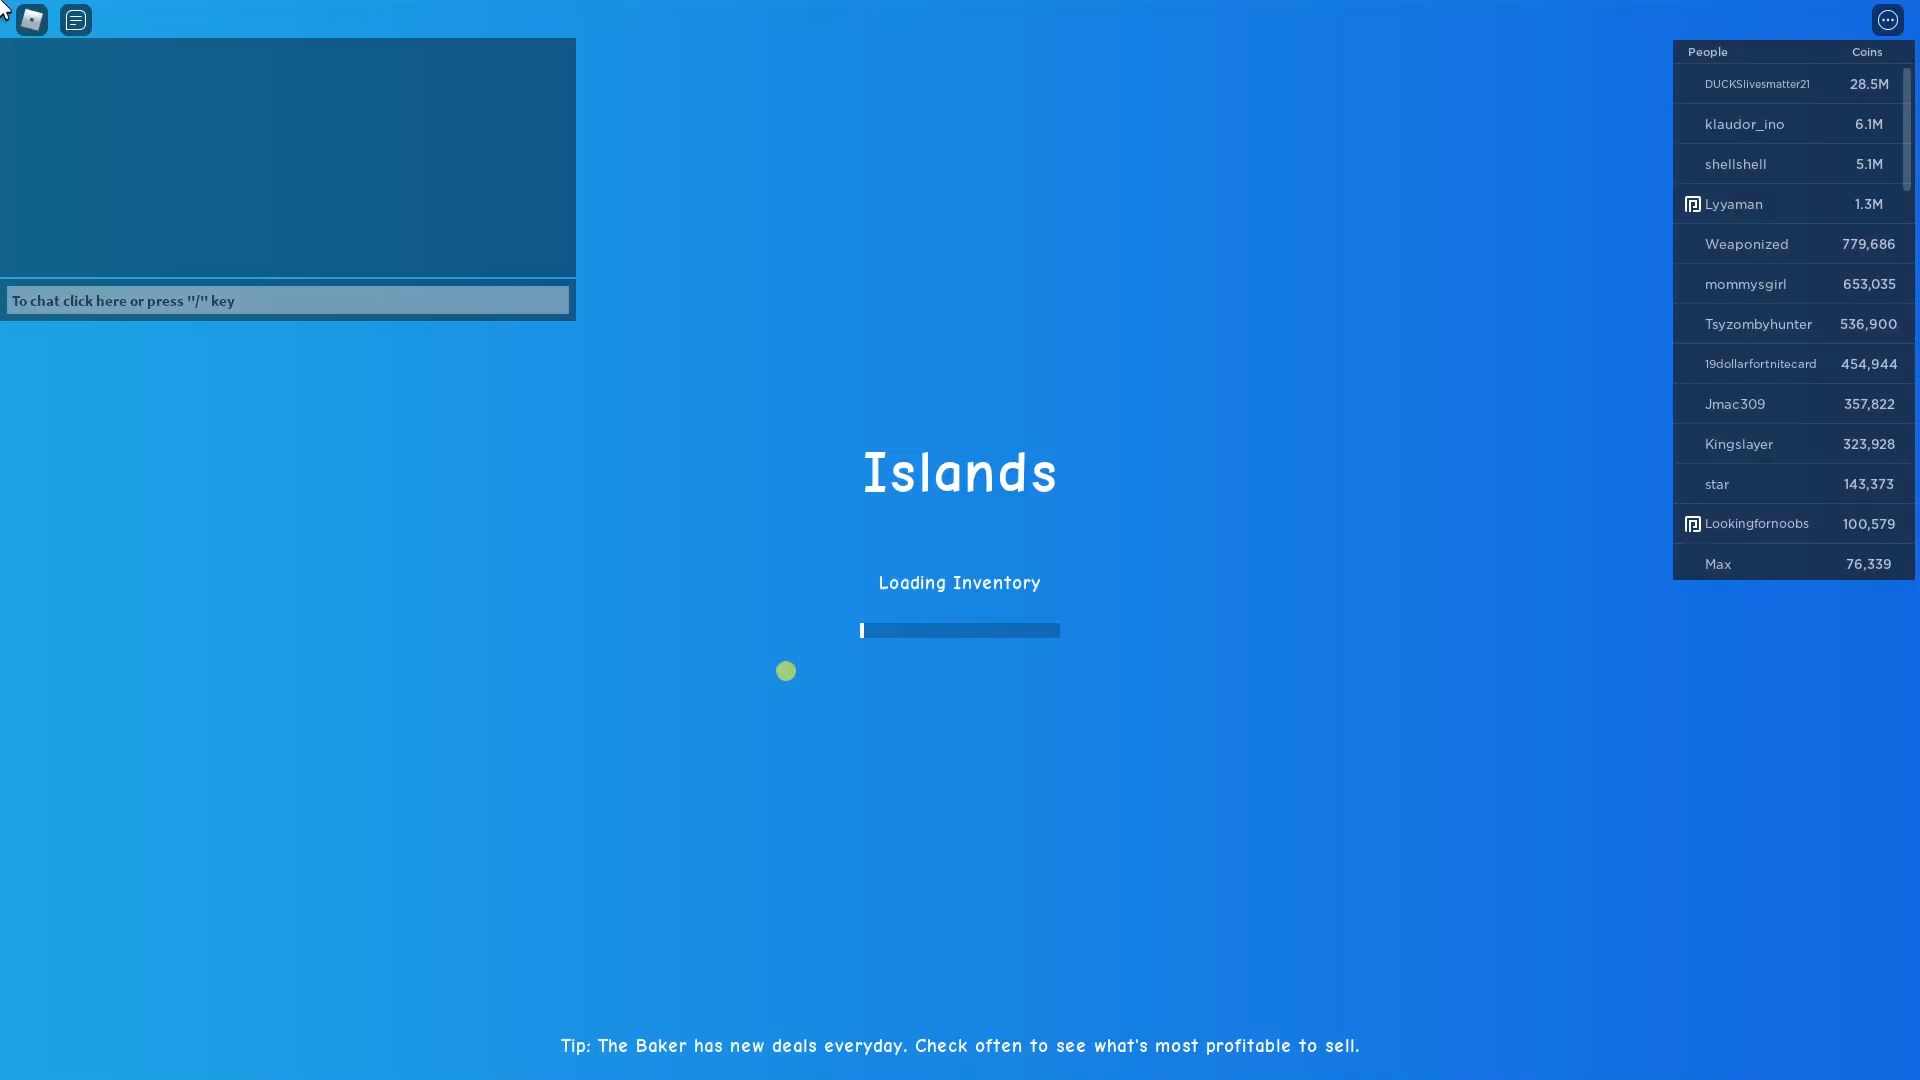 To chat click here or press "/" key
People Coins
DUCKSlivesmatter21 28.5M
klaudor_ino 6.1M
shellshell 5.1M
Lyyaman 1.3M
Weaponized 779,686
mommysgirl 653,035
Tsyzombyhunter 536,900
19dollarfortnitecard 454,944
Jmac309 357,822
Kingslayer 323,928
star 143,373
Lookingfornoobs 100,579
Max 76,339
Islands
Loading Inventory
Tip: The Baker has new deals everyday. Check often to see what's most profitable to sell.